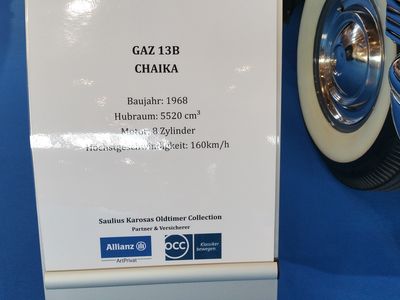 GAZ 13B
CHAIKA
Baujahr: 1968
Hubraum: 5520 cm³
Motor: 8 Zylinder
Höchstgeschwindigkeit: 160km/h
Saulius Karosas Oldtimer Collection
Partner & Versicherer
Allianz
ArtPrivat
OCC
Klassiker
bewegen.